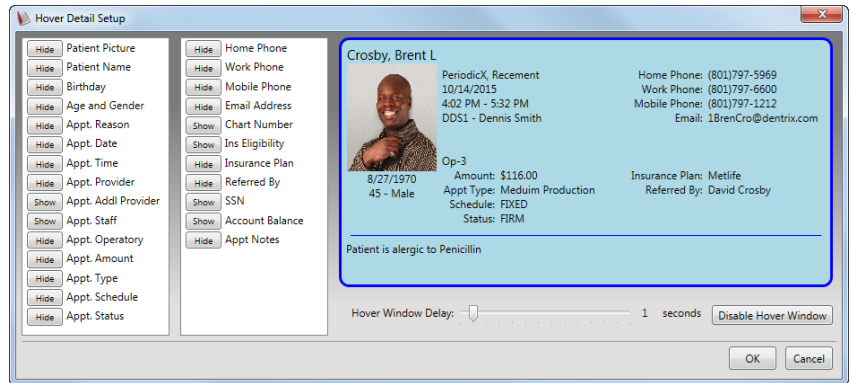 Hover Detail Setup
Hide Patient Picture
Hide Patient Name
Hide Birthday
Hide Age and Gender
Hide Appt. Reason
Hide Appt. Date
Hide Appt. Time
Hide Appt. Provider
Show Appt. Addl Provider
Show Appt. Staff
Hide Appt. Operatory
Hide Appt. Amount
Hide Appt. Type
Hide Appt. Schedule
Hide Appt. Status
Hide Home Phone
Hide Work Phone
Hide Mobile Phone
Hide Email Address
Show Chart Number
Show Ins Eligibility
Hide Insurance Plan
Hide Referred By
Show SSN
Show Account Balance
Hide Appt Notes
Crosby, Brent L
PeriodicX, Recement
10/14/2015
4:02 PM - 5:32 PM
DDS1 - Dennis Smith
Home Phone: (801)797-5969
Work Phone: (801)797-6600
Mobile Phone: (801)797-1212
Email: 1BrenCro@dentrix.com
8/27/1970
45 - Male
Op-3
Amount: $116.00
Appt Type: Meduim Production
Schedule: FIXED
Status: FIRM
Insurance Plan: Metlife
Referred By: David Crosby
Patient is alergic to Penicillin
Hover Window Delay: 1 seconds Disable Hover Window
OK Cancel